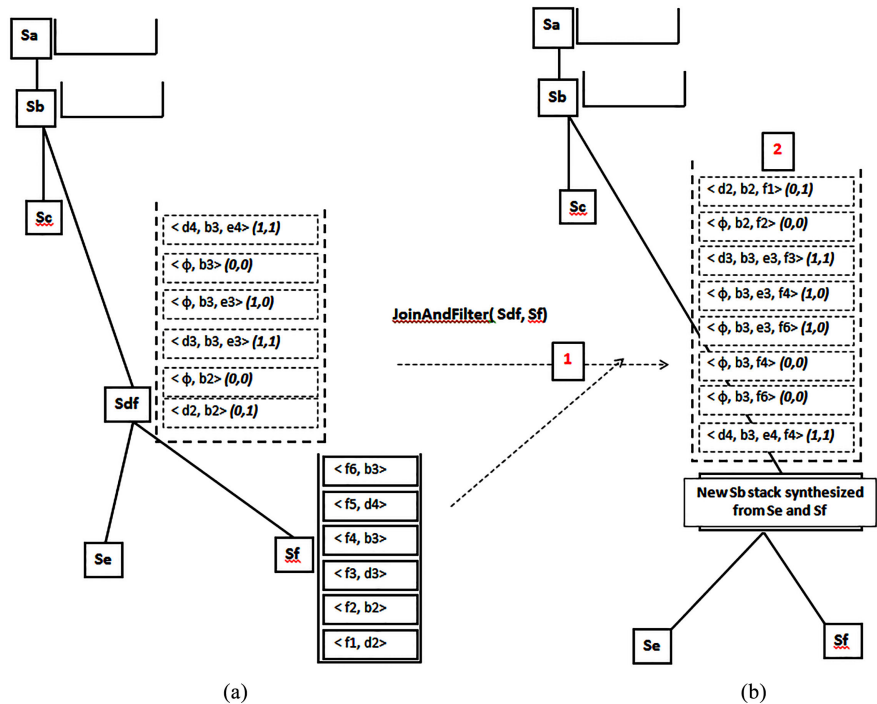 Sa
Sb
Sc
< d4, b3, e4> (1,1)
< ϕ, b3> (0,0)
< ϕ, b3, e3> (1,0)
< d3, b3, e3> (1,1)
< ϕ, b2> (0,0)
< d2, b2> (0,1)
Sdf
Se
Sf
< f6, b3>
< f5, d4>
< f4, b3>
< f3, d3>
< f2, b2>
< f1, d2>
(a)
JoinAndFilter( Sdf, Sf)
1
Sa
Sb
Sc
2
< d2, b2, f1> (0,1)
< ϕ, b2, f2> (0,0)
< d3, b3, e3, f3> (1,1)
< ϕ, b3, e3, f4> (1,0)
< ϕ, b3, e3, f6> (1,0)
< ϕ, b3, f4> (0,0)
< ϕ, b3, f6> (0,0)
< d4, b3, e4, f4> (1,1)
New Sb stack synthesized
from Se and Sf
Se
Sf
(b)